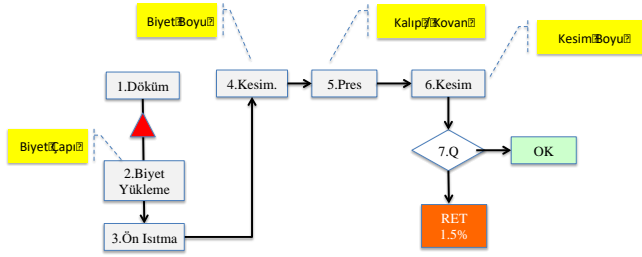 Biyet Boyu
Kalıp / Kovan
Kesim Boyu
1.Döküm
4.Kesim.
5.Pres
6.Kesim
Biyet Çapı
2.Biyet
Yükleme
7.Q
OK
3.Ön Isıtma
RET
1.5%